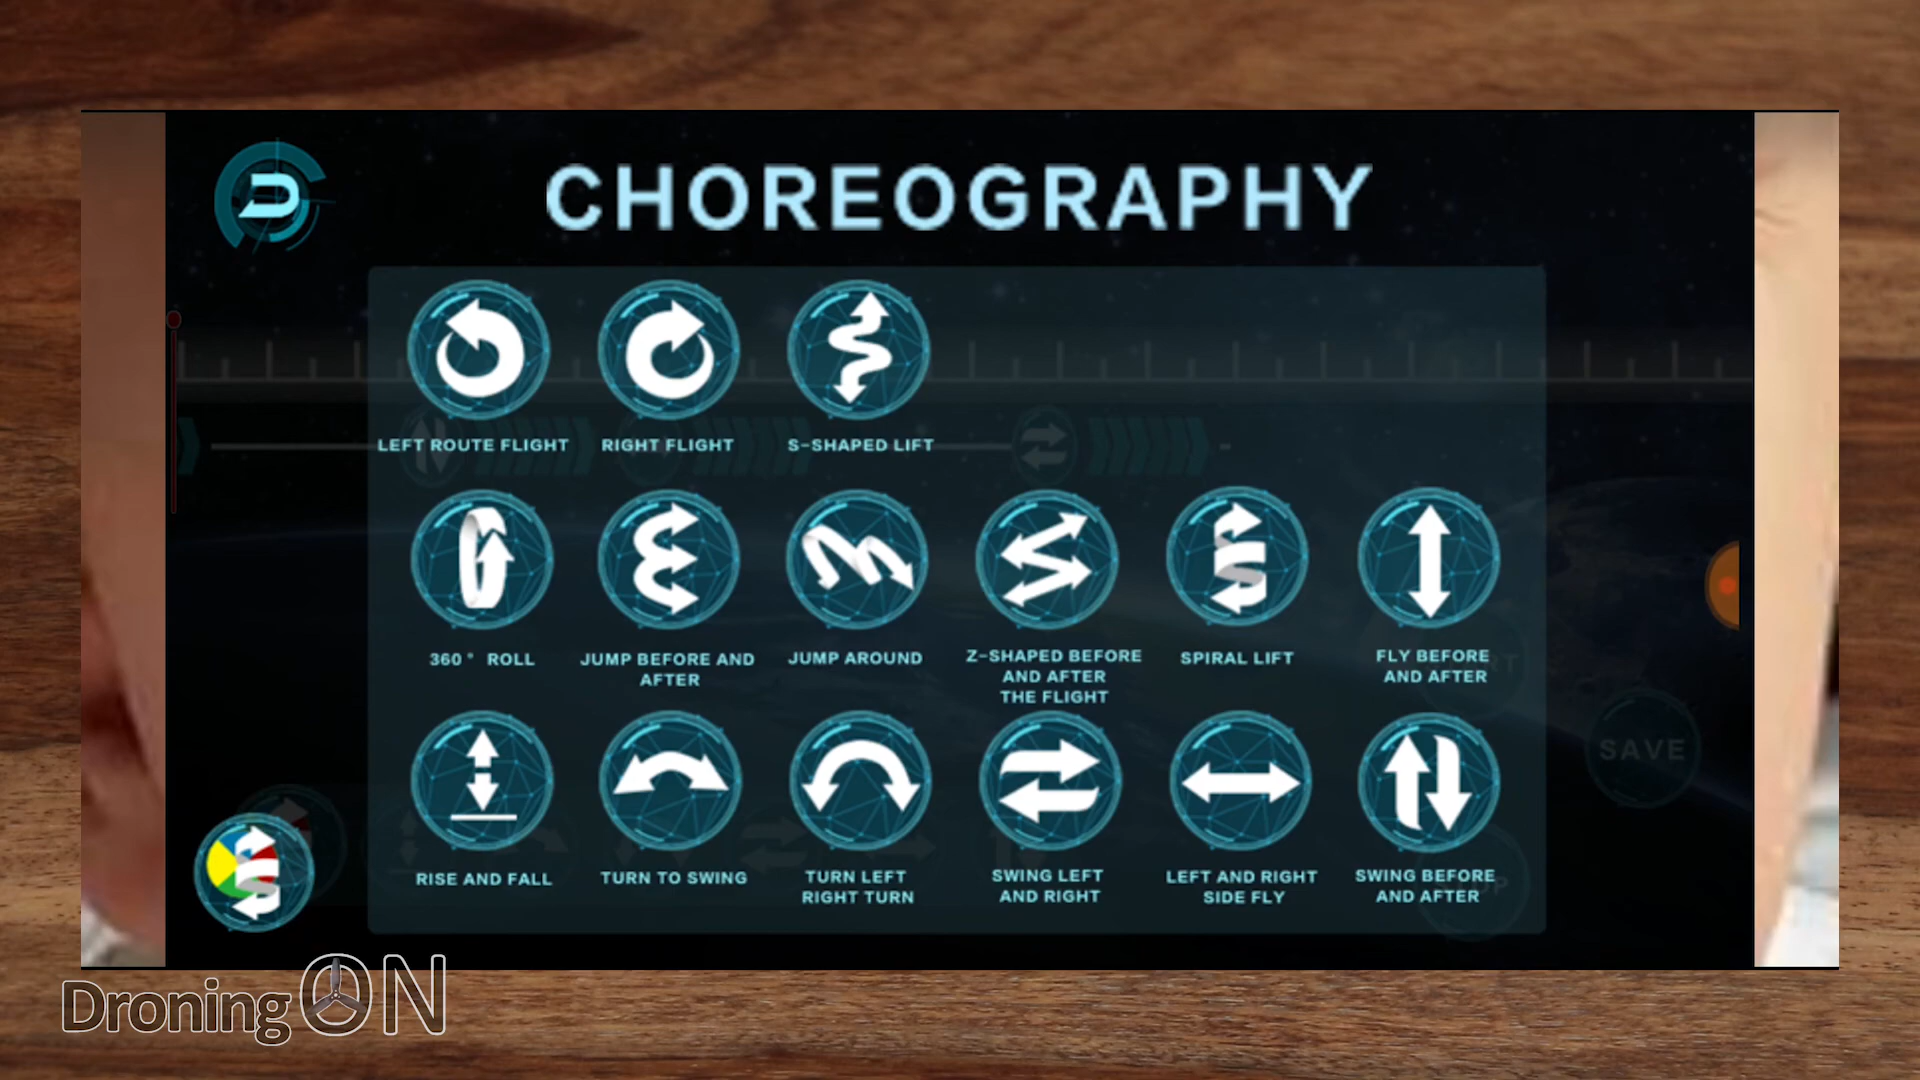 CHOREOGRAPHY
LEFT ROUTE FLIGHT
RIGHT FLIGHT
S-SHAPED LIFT
360° ROLL
JUMP BEFORE AND
AFTER
JUMP AROUND
Z-SHAPED BEFORE
AND AFTER
THE FLIGHT
SPIRAL LIFT
FLY BEFORE
AND AFTER
SAVE
RISE AND FALL
TURN TO SWING
TURN LEFT
RIGHT TURN
SWING LEFT
AND RIGHT
LEFT AND RIGHT
SIDE FLY
SWING BEFORE
AND AFTER
DroningON